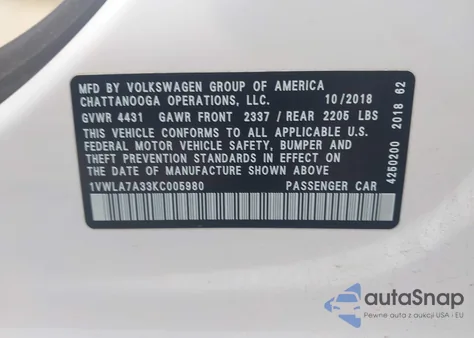 MFD BY VOLKSWAGEN GROUP OF AMERICA
CHATTANOOGA OPERATIONS, LLC. 10/2018
GVWR 4431 GAWR FRONT 2337 / REAR 2205 LBS
THIS VEHICLE CONFORMS TO ALL APPLICABLE
FEDERAL MOTOR VEHICLE SAFETY, BUMPER AND
THEFT PREVENTION STANDARDS IN EFFECT ON
THE DATE OF MANUFACTURE SHOWN ABOVE
1VWLA7A33KC005980 PASSENGER CAR
4250200 2018 62
autaSnap
Pewne auta z aukcji USA i EU